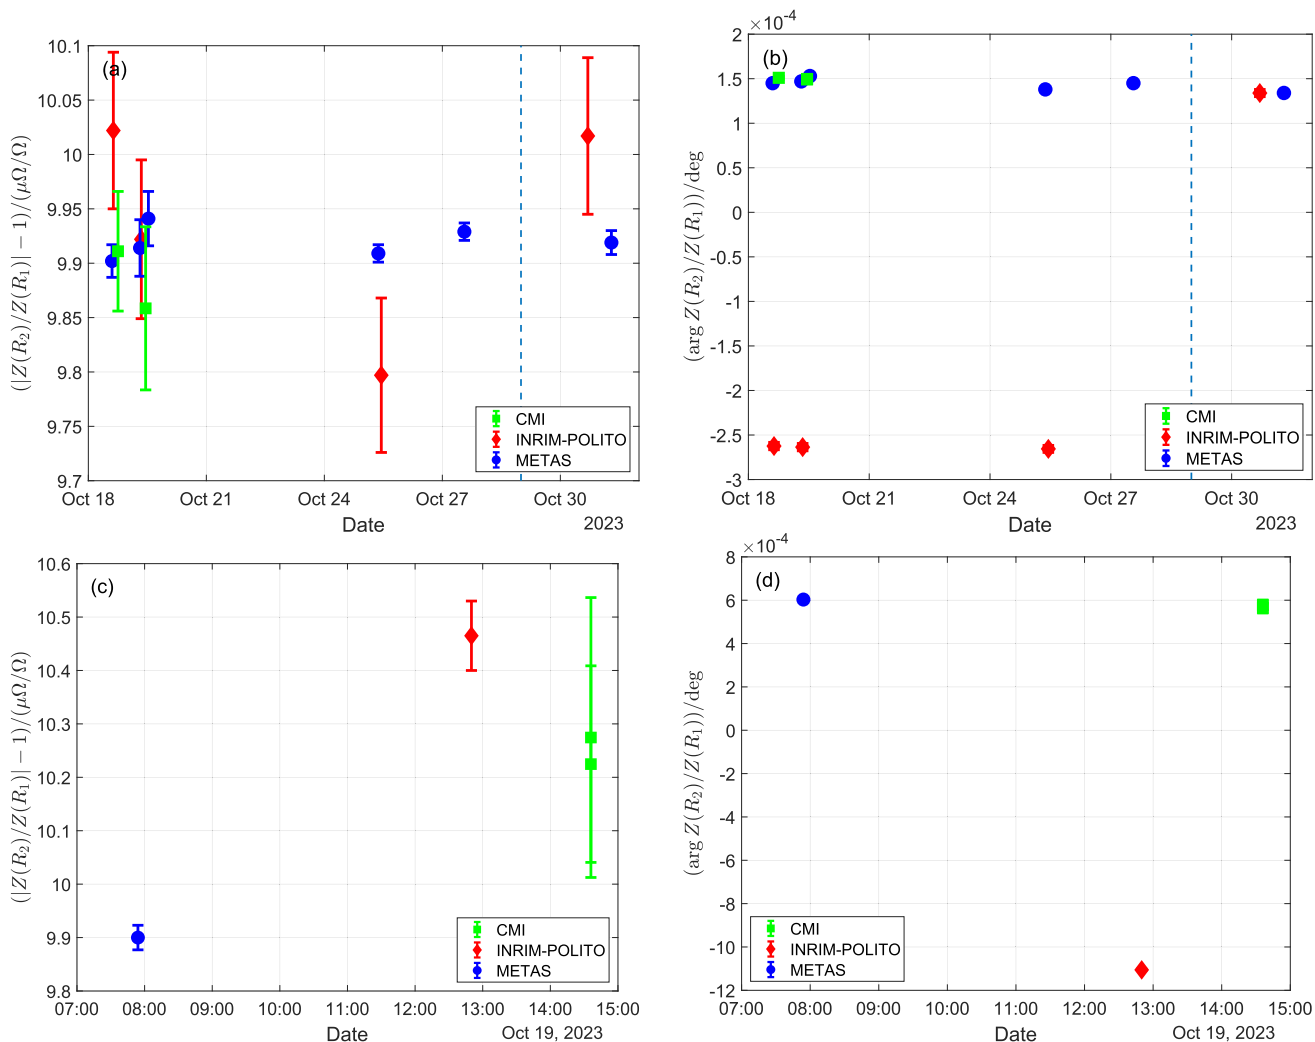 (a)
10.1
10.05
10
9.95
9.9
9.85
9.8
9.75
9.7
(|Z(R₂)/Z(R₁)| − 1)/(μΩ/Ω)
Oct 18
Oct 21
Oct 24
Oct 27
Oct 30
Date
2023
CMI
INRIM-POLITO
METAS
×10⁻⁴
(b)
2
1.5
1
0.5
0
-0.5
-1
-1.5
-2
-2.5
-3
(arg Z(R₂)/Z(R₁))/deg
Oct 18
Oct 21
Oct 24
Oct 27
Oct 30
Date
2023
CMI
INRIM-POLITO
METAS
(c)
10.6
10.5
10.4
10.3
10.2
10.1
10
9.9
9.8
(|Z(R₂)/Z(R₁)| − 1)/(μΩ/Ω)
07:00
08:00
09:00
10:00
11:00
12:00
13:00
14:00
15:00
Date
Oct 19, 2023
CMI
INRIM-POLITO
METAS
×10⁻⁴
(d)
8
6
4
2
0
-2
-4
-6
-8
-10
-12
(arg Z(R₂)/Z(R₁))/deg
07:00
08:00
09:00
10:00
11:00
12:00
13:00
14:00
15:00
Date
Oct 19, 2023
CMI
INRIM-POLITO
METAS